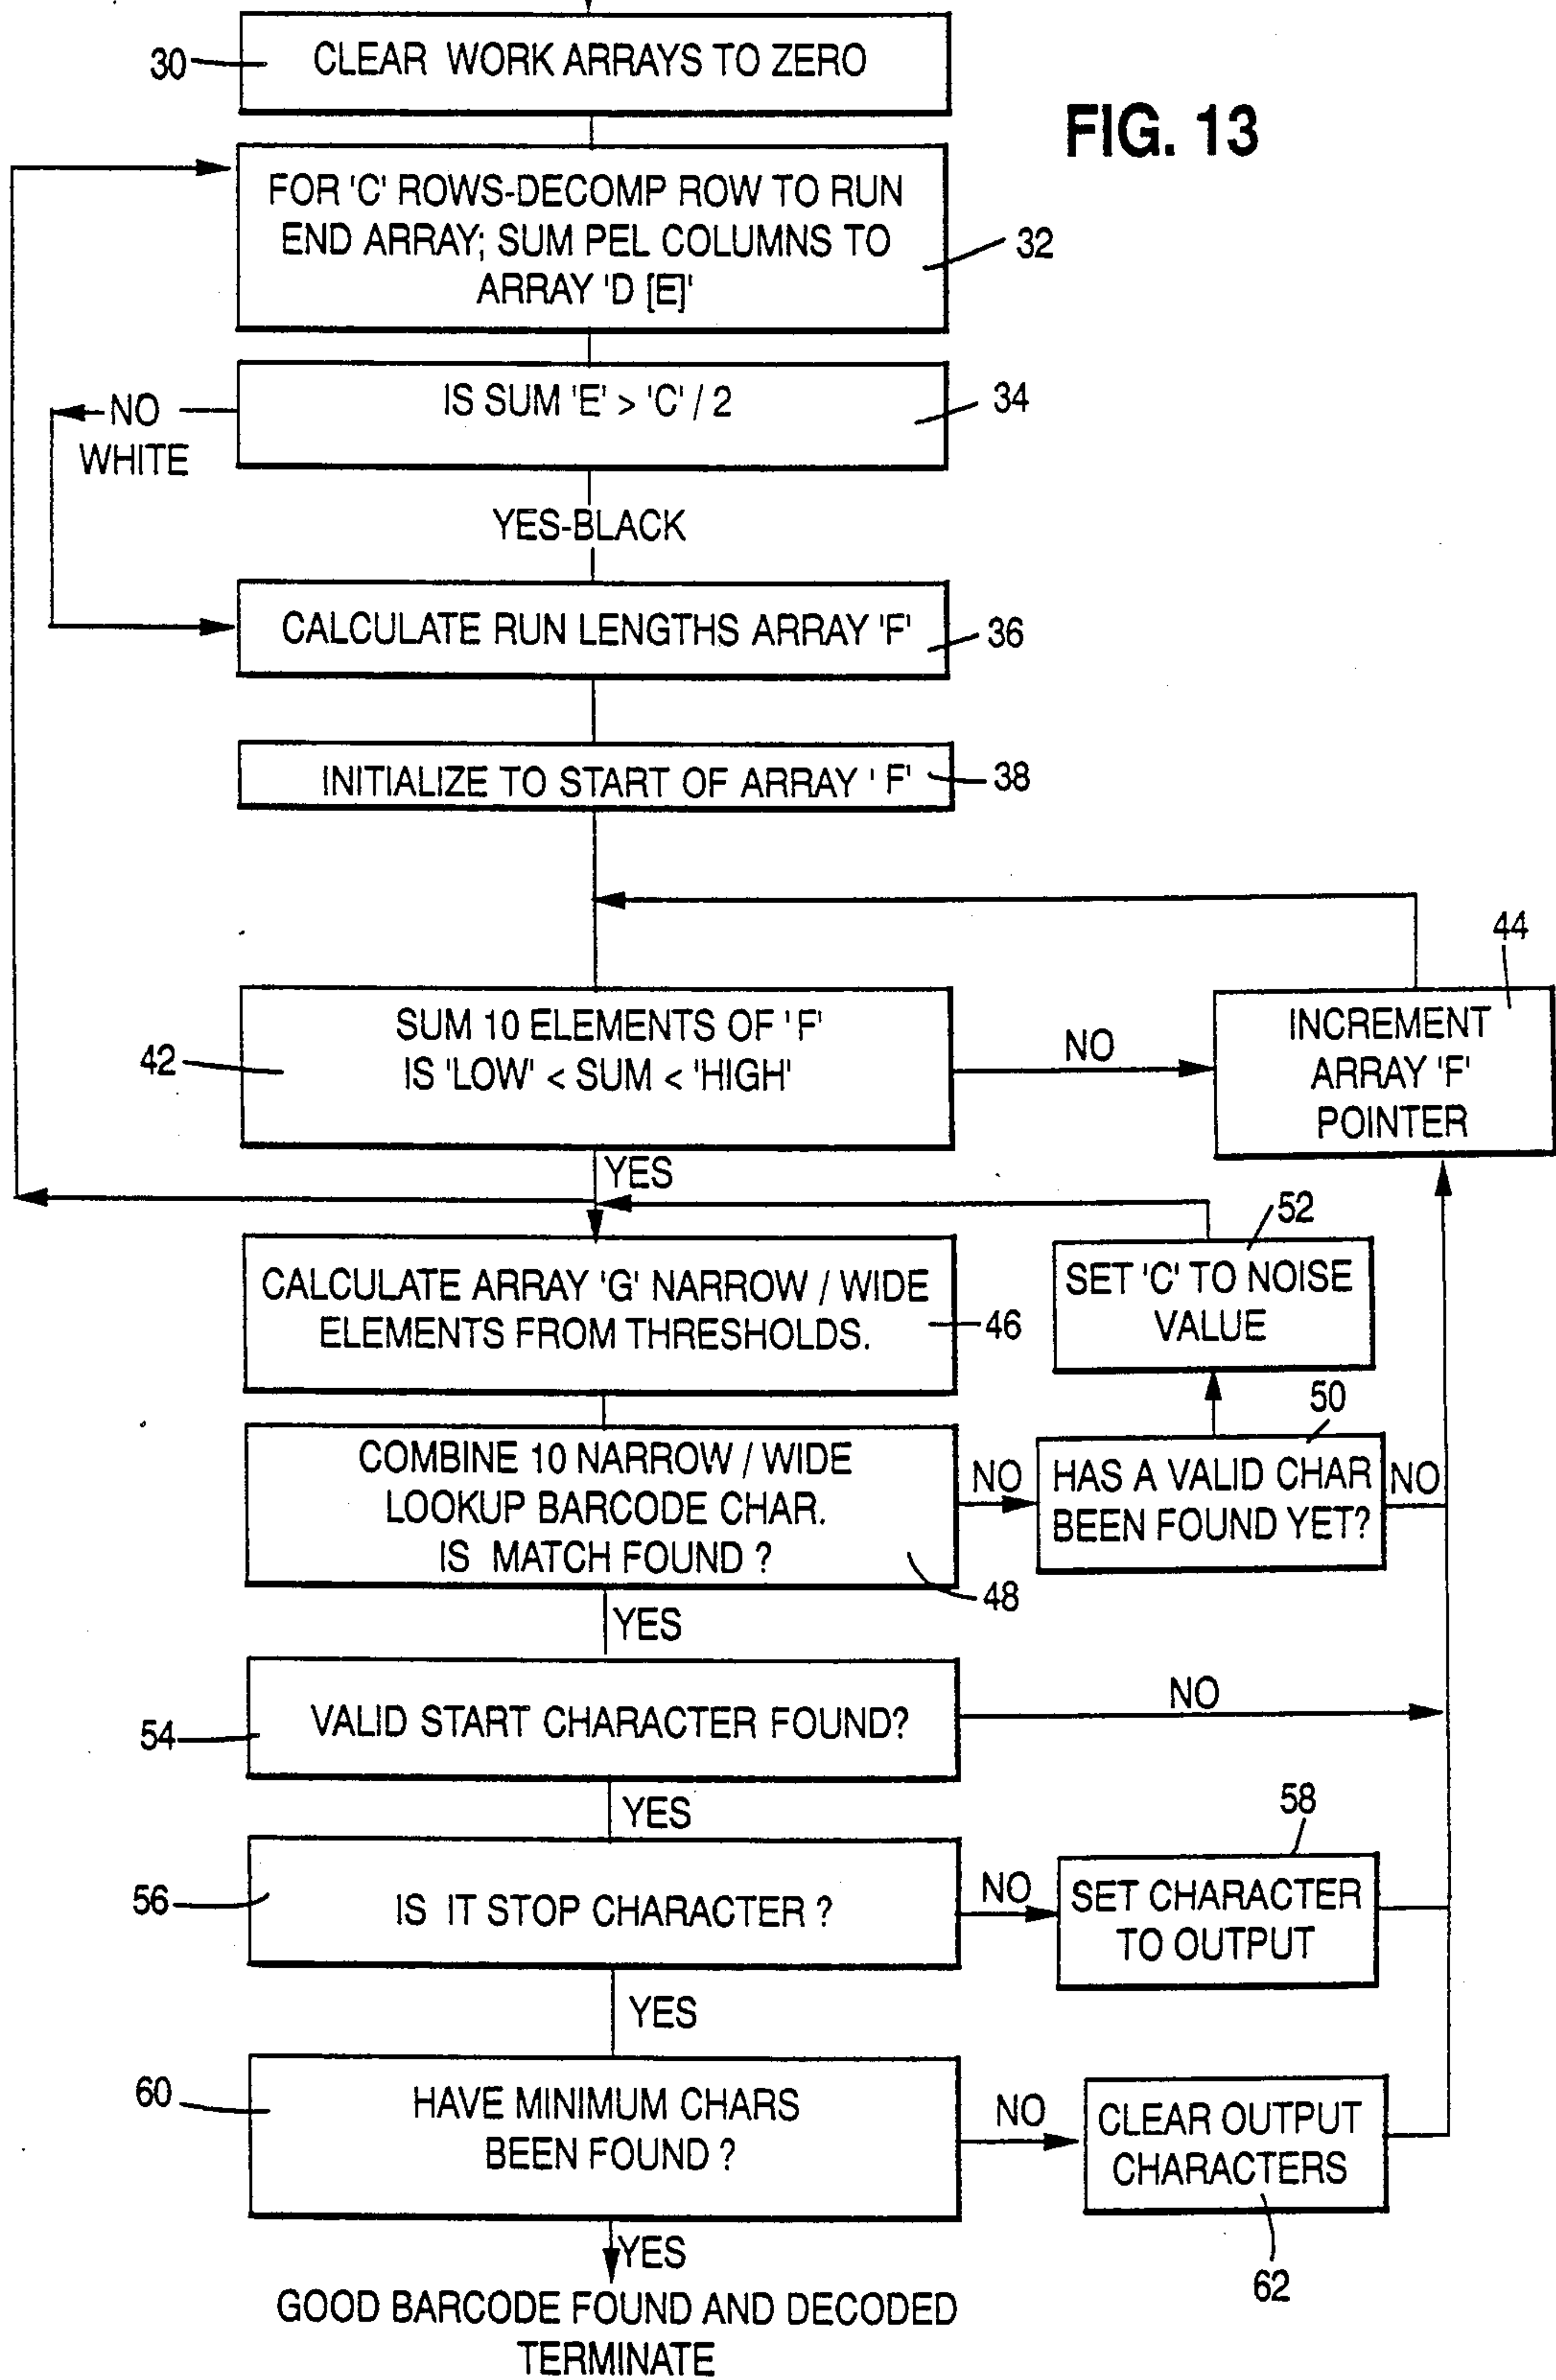 30
CLEAR WORK ARRAYS TO ZERO
FIG. 13
FOR 'C' ROWS-DECOMP ROW TO RUN
END ARRAY; SUM PEL COLUMNS TO
ARRAY 'D [E]'
32
IS SUM 'E' > 'C' / 2
34
NO
WHITE
YES-BLACK
CALCULATE RUN LENGTHS ARRAY 'F'
36
INITIALIZE TO START OF ARRAY 'F'
38
42
SUM 10 ELEMENTS OF 'F'
IS 'LOW' < SUM < 'HIGH'
NO
44
INCREMENT
ARRAY 'F'
POINTER
YES
CALCULATE ARRAY 'G' NARROW / WIDE
ELEMENTS FROM THRESHOLDS.
46
52
SET 'C' TO NOISE
VALUE
COMBINE 10 NARROW / WIDE
LOOKUP BARCODE CHAR.
IS MATCH FOUND ?
48
NO
50
HAS A VALID CHAR
BEEN FOUND YET?
NO
YES
54
VALID START CHARACTER FOUND?
NO
YES
56
IS IT STOP CHARACTER ?
NO
58
SET CHARACTER
TO OUTPUT
YES
60
HAVE MINIMUM CHARS
BEEN FOUND ?
NO
CLEAR OUTPUT
CHARACTERS
62
YES
GOOD BARCODE FOUND AND DECODED
TERMINATE